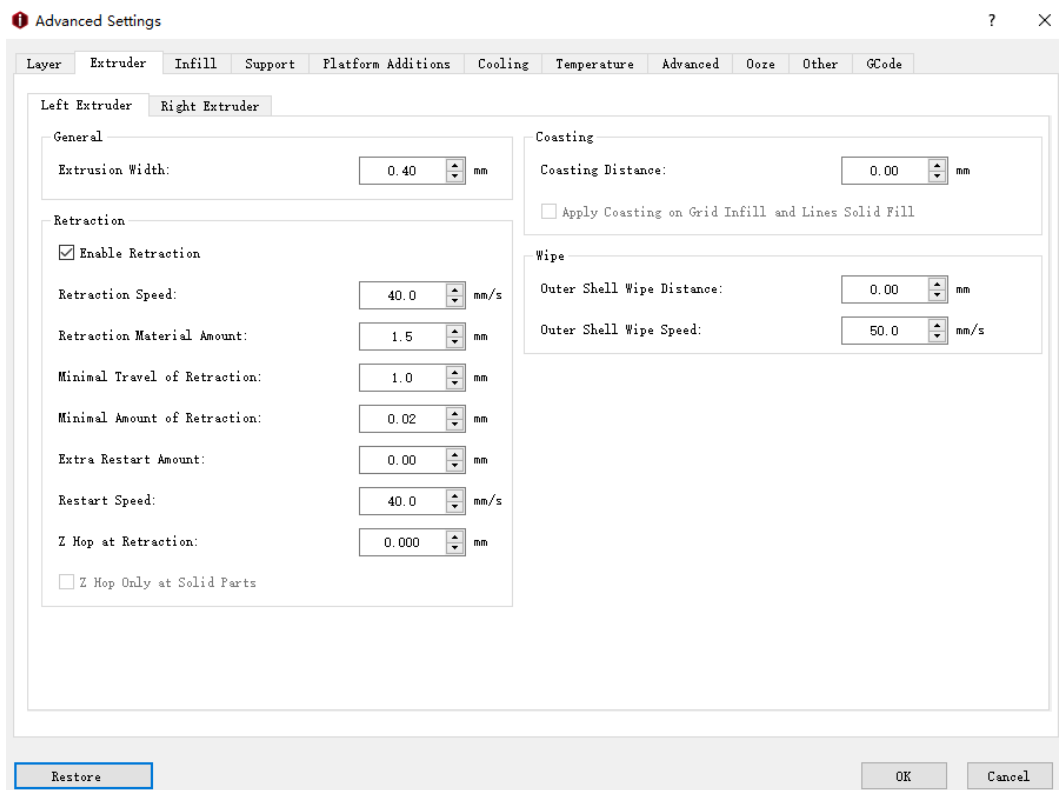 Advanced Settings
?
Layer Extruder Infill Support Platform Additions Cooling Temperature Advanced Ooze Other GCode
Left Extruder Right Extruder
General
Extrusion Width: 0.40 mm
Retraction
Enable Retraction
Retraction Speed: 40.0 mm/s
Retraction Material Amount: 1.5 mm
Minimal Travel of Retraction: 1.0 mm
Minimal Amount of Retraction: 0.02 mm
Extra Restart Amount: 0.00 mm
Restart Speed: 40.0 mm/s
Z Hop at Retraction: 0.000 mm
Z Hop Only at Solid Parts
Coasting
Coasting Distance: 0.00 mm
Apply Coasting on Grid Infill and Lines Solid Fill
Wipe
Outer Shell Wipe Distance: 0.00 mm
Outer Shell Wipe Speed: 50.0 mm/s
Restore OK Cancel